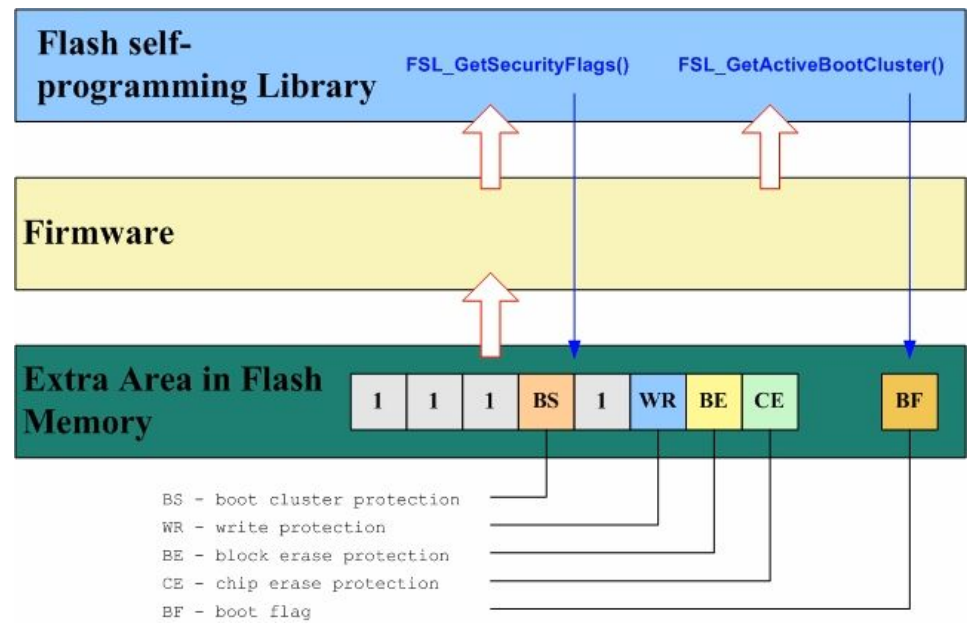 Flash self-
programming Library
FSL_GetSecurityFlags()
FSL_GetActiveBootCluster()
Firmware
Extra Area in Flash
Memory
1 1 1 BS 1 WR BE CE BF
BS - boot cluster protection
WR - write protection
BE - block erase protection
CE - chip erase protection
BF - boot flag